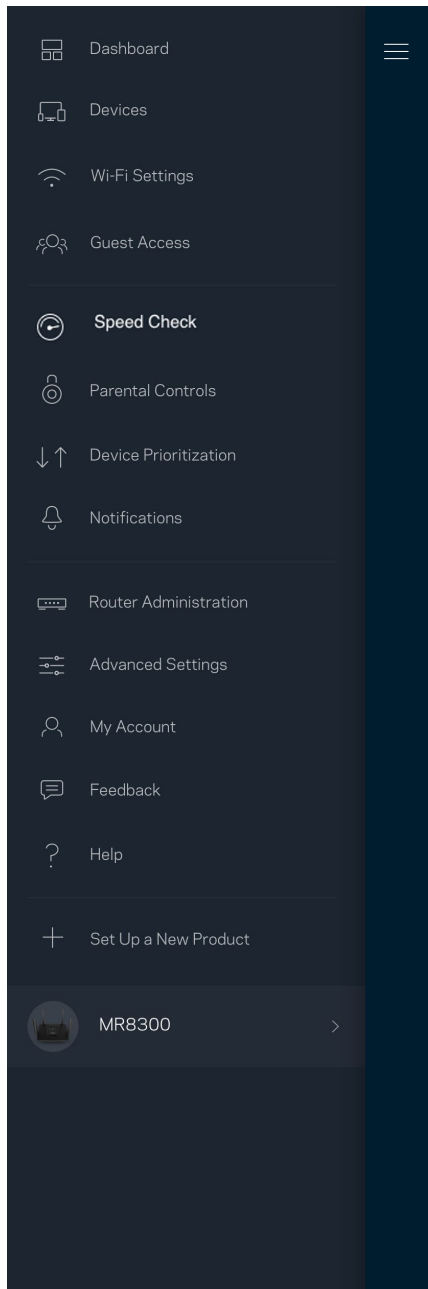 Dashboard
Devices
Wi-Fi Settings
Guest Access
Speed Check
Parental Controls
Device Prioritization
Notifications
Router Administration
Advanced Settings
My Account
Feedback
Help
Set Up a New Product
MR8300